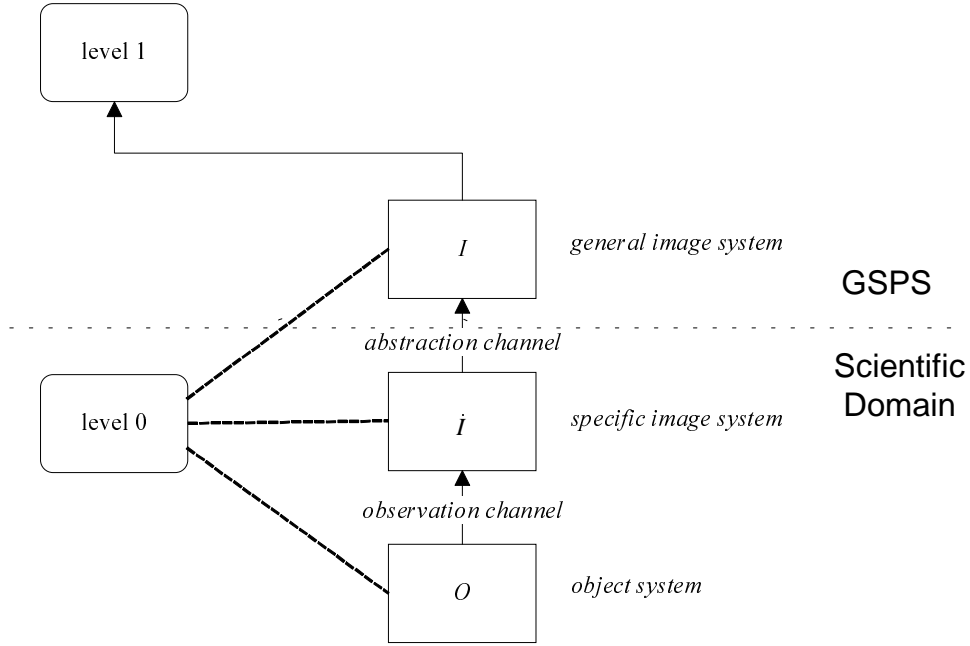 level 1
I
general image system
GSPS
abstraction channel
Scientific
Domain
level 0
İ
specific image system
observation channel
O
object system